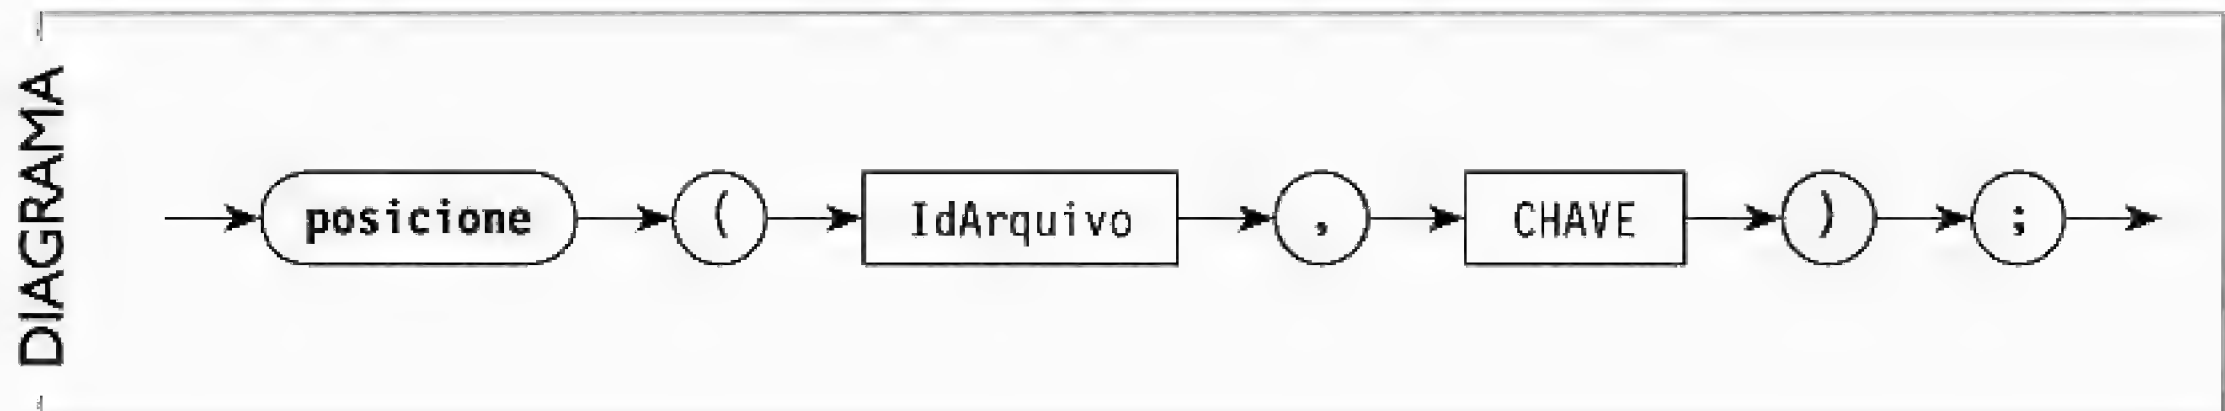 DIAGRAMA
posicione ( IdArquivo , CHAVE ) ;